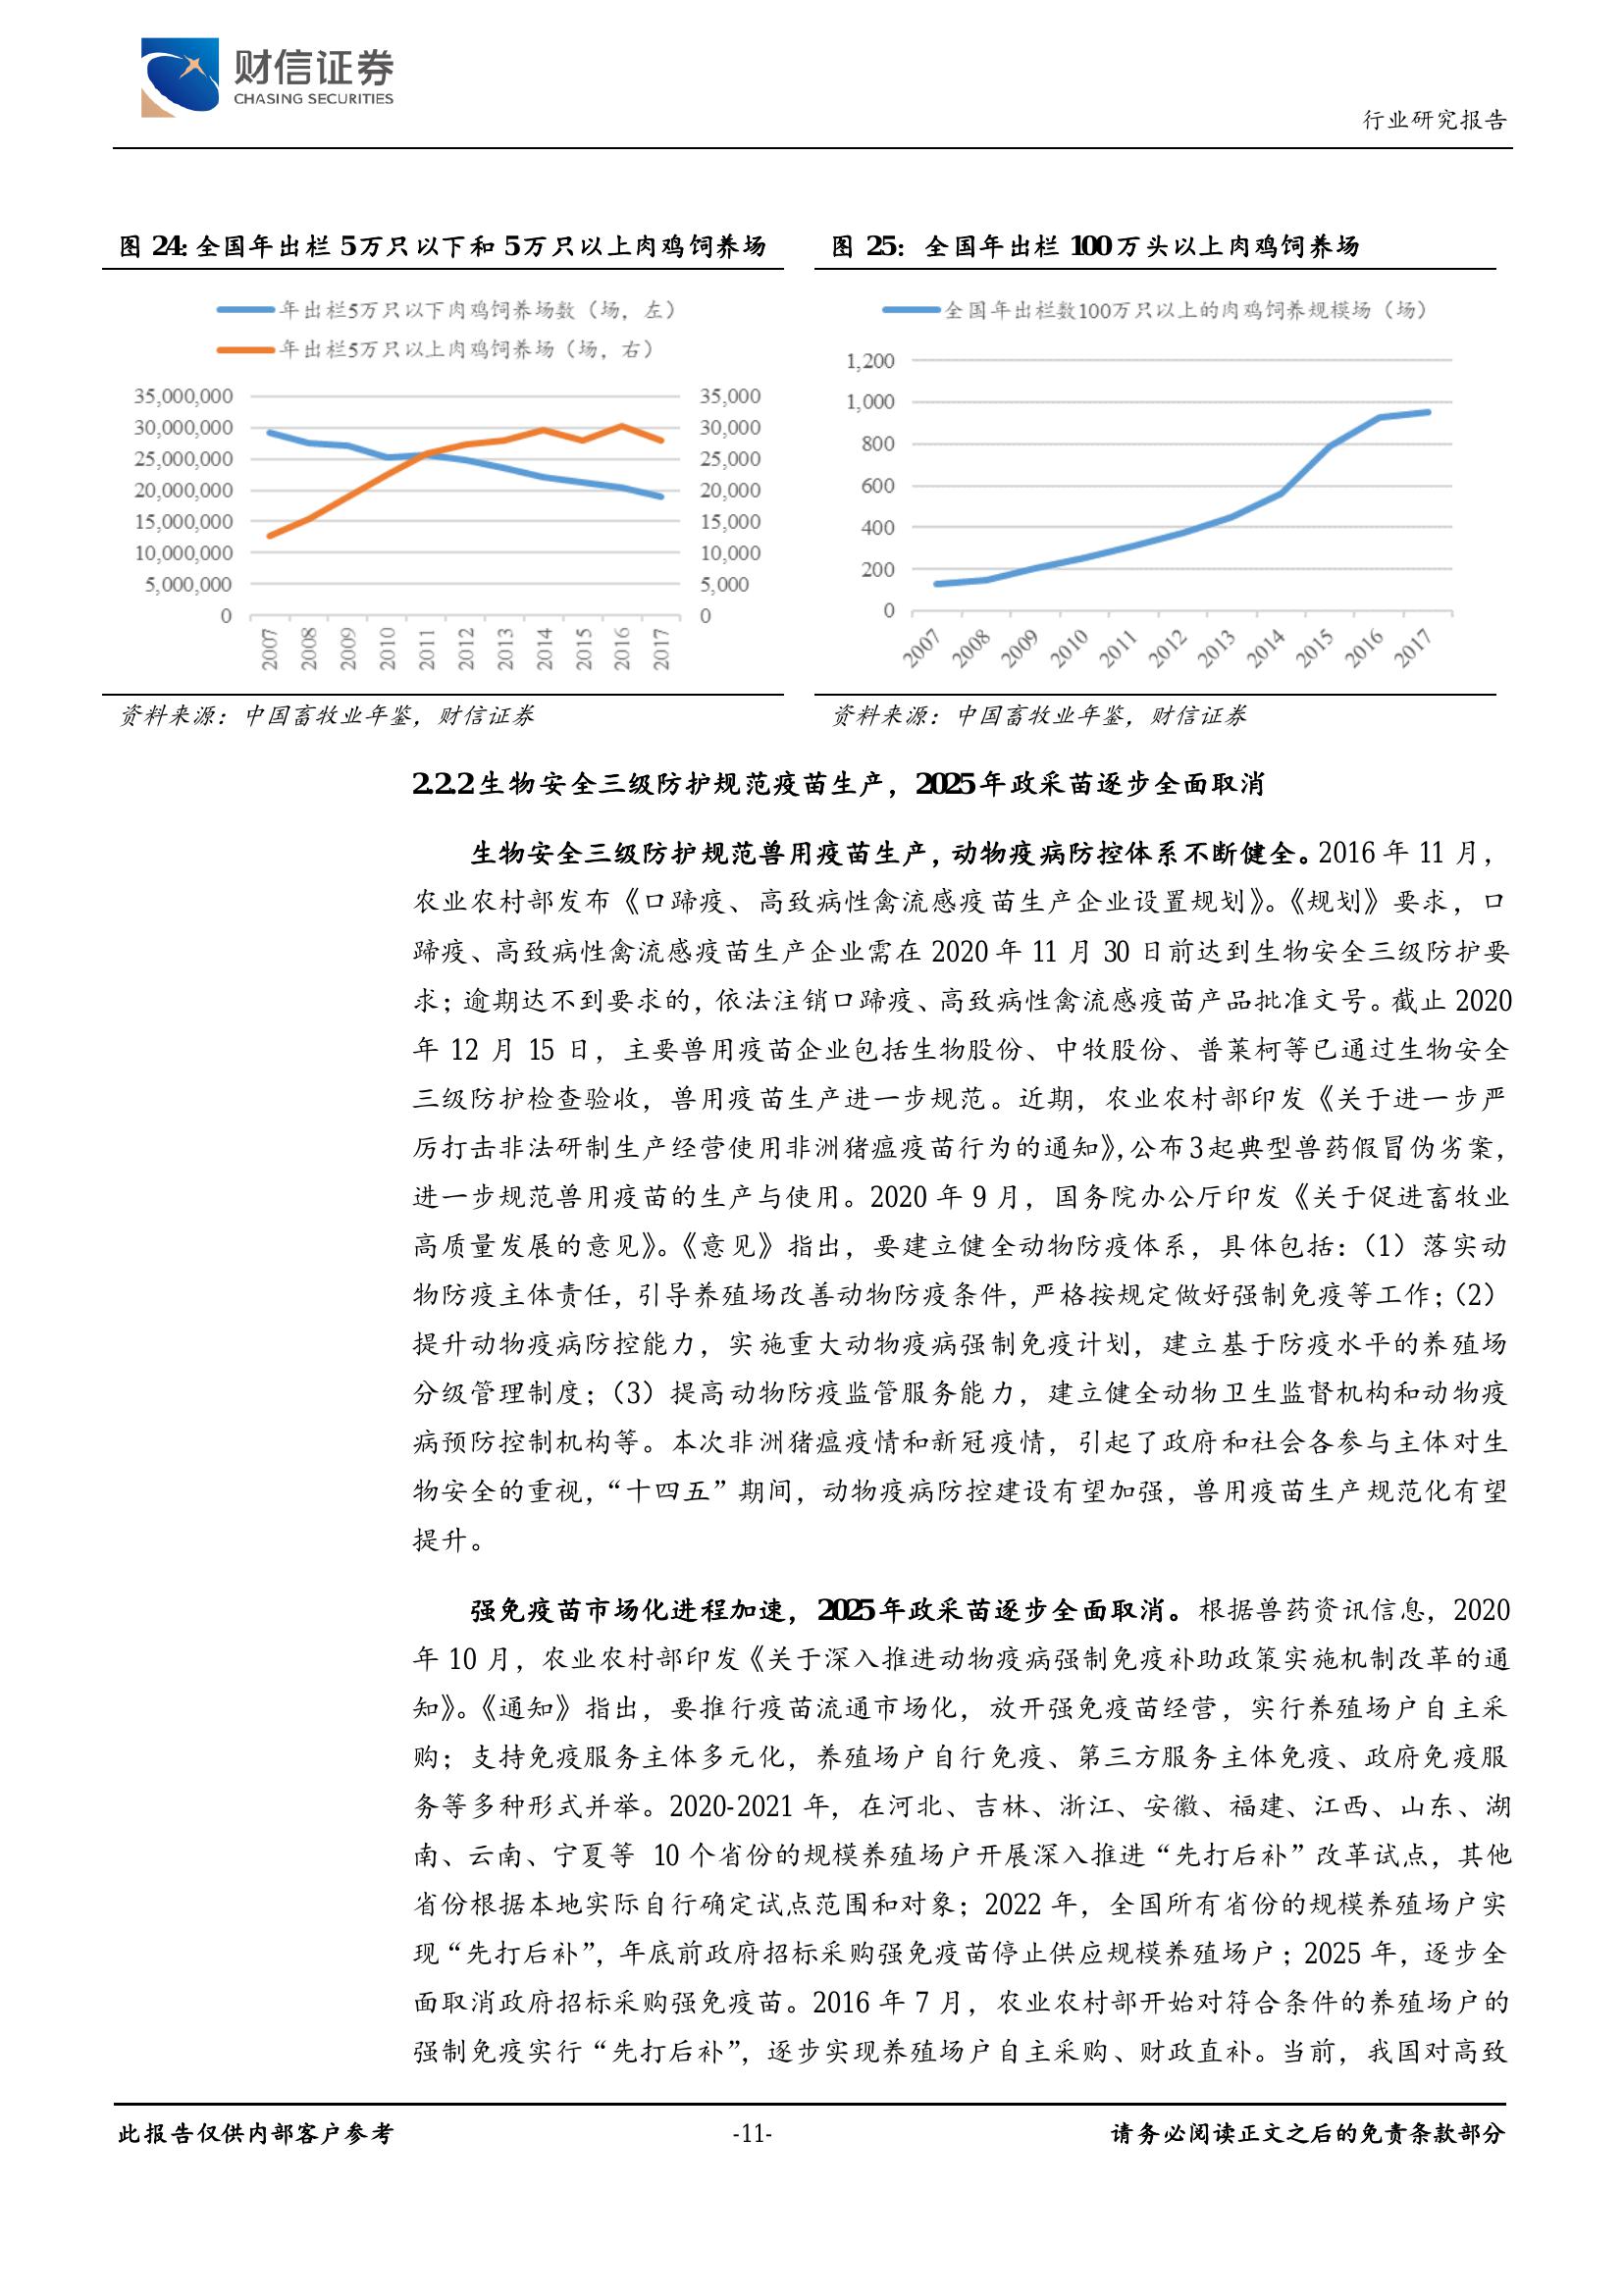 财信证券
CHASING SECURITIES
行业研究报告
图 24: 全国年出栏 5 万只以下和 5 万只以上肉鸡饲养场
年出栏5万只以下肉鸡饲养场数（场，左）
年出栏5万只以上肉鸡饲养场（场，右）
35,000,000 35,000
30,000,000 30,000
25,000,000 25,000
20,000,000 20,000
15,000,000 15,000
10,000,000 10,000
5,000,000 5,000
0 0
2007 2008 2009 2010 2011 2012 2013 2014 2015 2016 2017
资料来源：中国畜牧业年鉴，财信证券
图 25： 全国年出栏 100 万头以上肉鸡饲养场
全国年出栏数100万只以上的肉鸡饲养规模场（场）
1,200
1,000
800
600
400
200
0
2007 2008 2009 2010 2011 2012 2013 2014 2015 2016 2017
资料来源：中国畜牧业年鉴，财信证券
2.2.2 生物安全三级防护规范疫苗生产，2025 年政采苗逐步全面取消
生物安全三级防护规范兽用疫苗生产，动物疫病防控体系不断健全。2016 年 11 月，
农业农村部发布《口蹄疫、高致病性禽流感疫苗生产企业设置规划》。《规划》要求，口
蹄疫、高致病性禽流感疫苗生产企业需在 2020 年 11 月 30 日前达到生物安全三级防护要
求；逾期达不到要求的，依法注销口蹄疫、高致病性禽流感疫苗产品批准文号。截止 2020
年 12 月 15 日，主要兽用疫苗企业包括生物股份、中牧股份、普莱柯等已通过生物安全
三级防护检查验收，兽用疫苗生产进一步规范。近期，农业农村部印发《关于进一步严
厉打击非法研制生产经营使用非洲猪瘟疫苗行为的通知》，公布 3 起典型兽药假冒伪劣案，
进一步规范兽用疫苗的生产与使用。2020 年 9 月，国务院办公厅印发《关于促进畜牧业
高质量发展的意见》。《意见》指出，要建立健全动物防疫体系，具体包括：（1）落实动
物防疫主体责任，引导养殖场改善动物防疫条件，严格按规定做好强制免疫等工作；（2）
提升动物疫病防控能力，实施重大动物疫病强制免疫计划，建立基于防疫水平的养殖场
分级管理制度；（3）提高动物防疫监管服务能力，建立健全动物卫生监督机构和动物疫
病预防控制机构等。本次非洲猪瘟疫情和新冠疫情，引起了政府和社会各参与主体对生
物安全的重视，“十四五”期间，动物疫病防控建设有望加强，兽用疫苗生产规范化有望
提升。
强免疫苗市场化进程加速，2025 年政采苗逐步全面取消。根据兽药资讯信息，2020
年 10 月，农业农村部印发《关于深入推进动物疫病强制免疫补助政策实施机制改革的通
知》。《通知》指出，要推行疫苗流通市场化，放开强免疫苗经营，实行养殖场户自主采
购；支持免疫服务主体多元化，养殖场户自行免疫、第三方服务主体免疫、政府免疫服
务等多种形式并举。2020-2021 年，在河北、吉林、浙江、安徽、福建、江西、山东、湖
南、云南、宁夏等 10 个省份的规模养殖场户开展深入推进“先打后补”改革试点，其他
省份根据本地实际自行确定试点范围和对象；2022 年，全国所有省份的规模养殖场户实
现“先打后补”，年底前政府招标采购强免疫苗停止供应规模养殖场户；2025 年，逐步全
面取消政府招标采购强免疫苗。2016 年 7 月，农业农村部开始对符合条件的养殖场户的
强制免疫实行“先打后补”，逐步实现养殖场户自主采购、财政直补。当前，我国对高致
此报告仅供内部客户参考
-11-
请务必阅读正文之后的免责条款部分